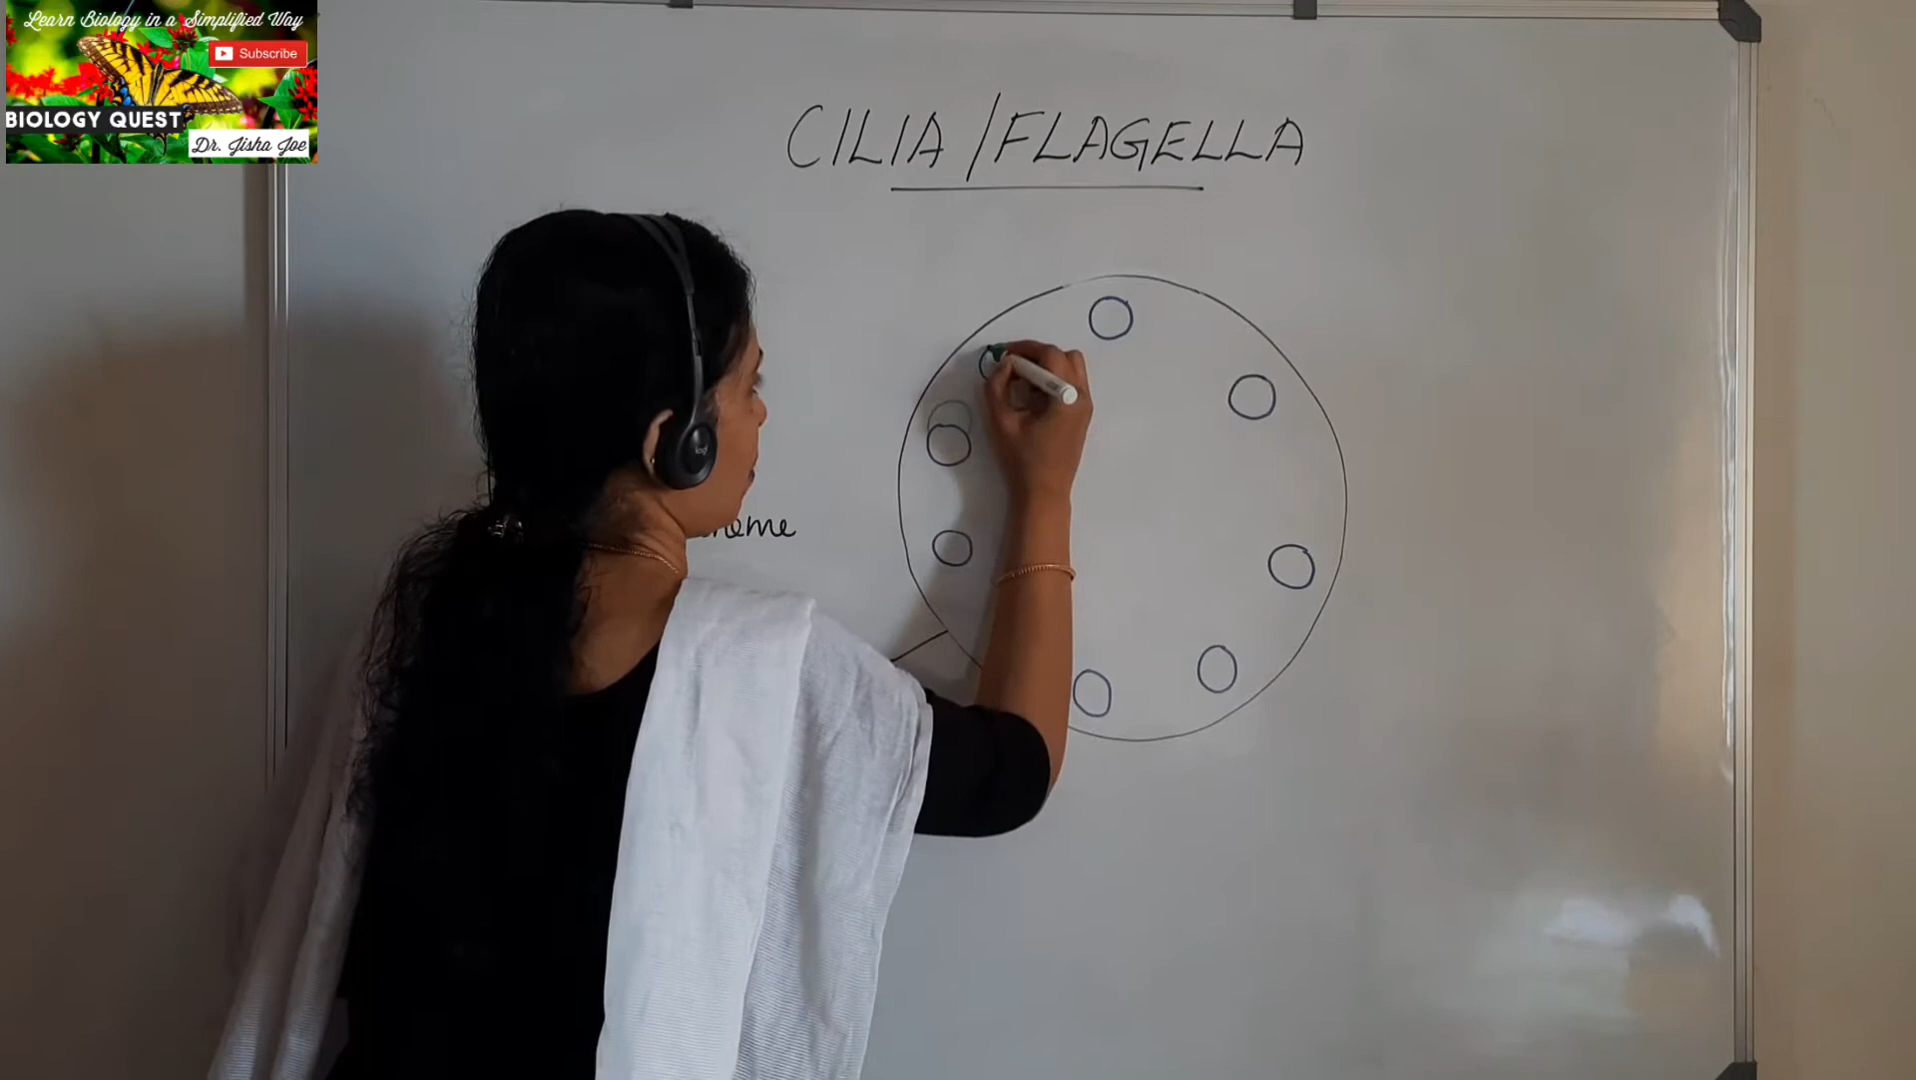 Learn Biology in a Simplified Way
Subscribe
BIOLOGY QUEST
Dr. Jisha Joe
CILIA/FLAGELLA